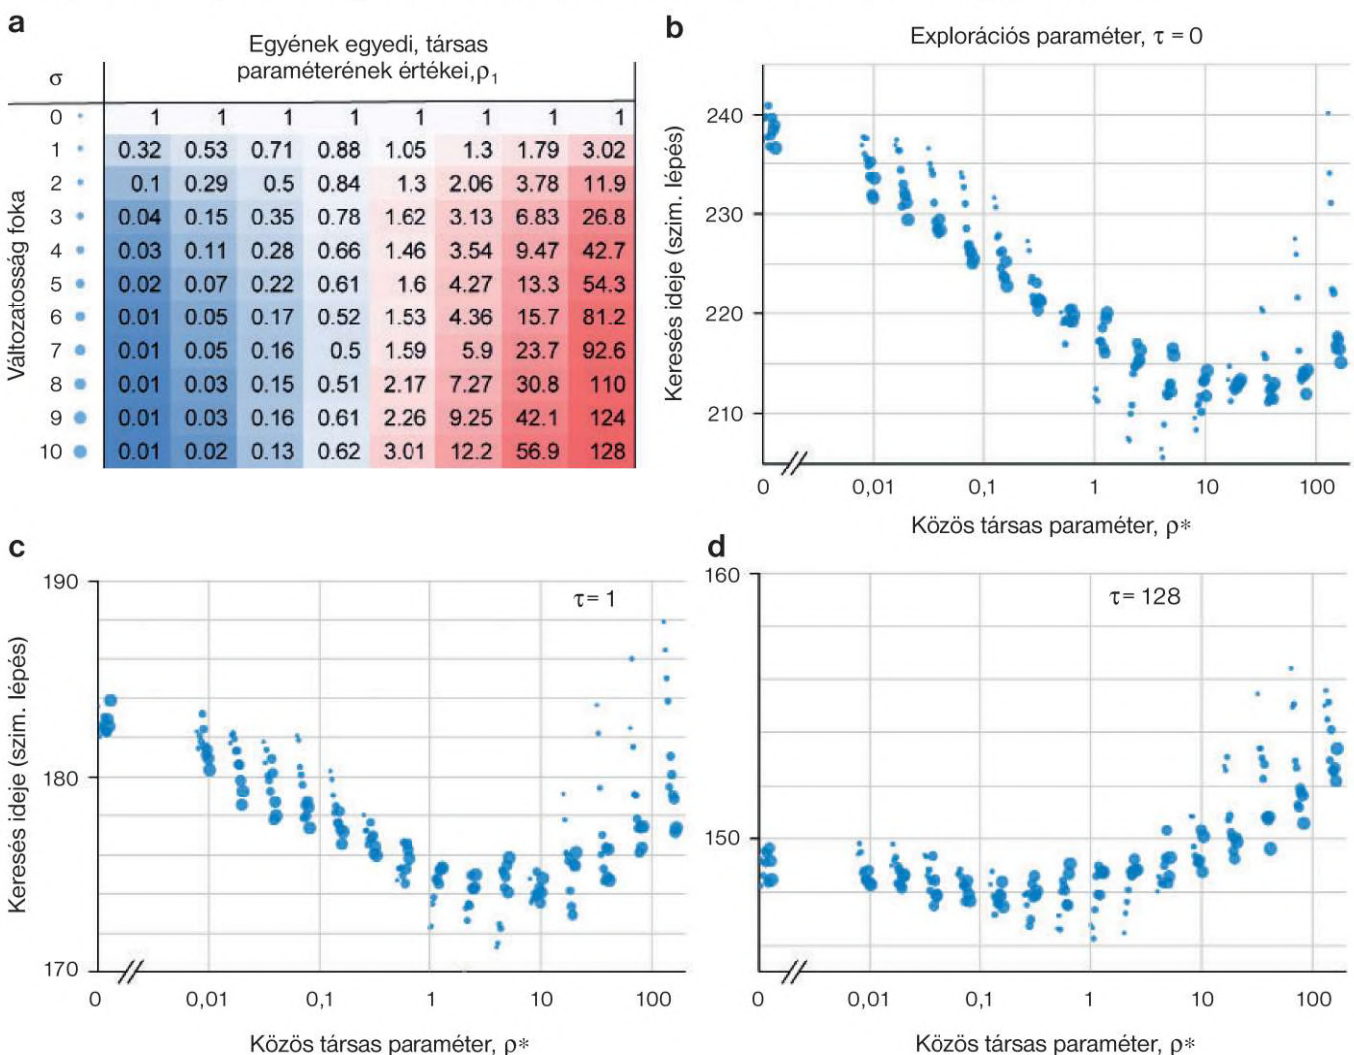 a
Egyének egyedi, társas
paraméterének értékei,ρ₁
σ
Változatosság foka
0 1 1 1 1 1 1 1 1
1 0.32 0.53 0.71 0.88 1.05 1.3 1.79 3.02
2 0.1 0.29 0.5 0.84 1.3 2.06 3.78 11.9
3 0.04 0.15 0.35 0.78 1.62 3.13 6.83 26.8
4 0.03 0.11 0.28 0.66 1.46 3.54 9.47 42.7
5 0.02 0.07 0.22 0.61 1.6 4.27 13.3 54.3
6 0.01 0.05 0.17 0.52 1.53 4.36 15.7 81.2
7 0.01 0.05 0.16 0.5 1.59 5.9 23.7 92.6
8 0.01 0.03 0.15 0.51 2.17 7.27 30.8 110
9 0.01 0.03 0.16 0.61 2.26 9.25 42.1 124
10 0.01 0.02 0.13 0.62 3.01 12.2 56.9 128
b
Explorációs paraméter, τ = 0
Keresés ideje (szim. lépés)
240
230
220
210
0 0,01 0,1 1 10 100
Közös társas paraméter, ρ*
c
τ= 1
Keresés ideje (szim. lépés)
190
180
170
0 0,01 0,1 1 10 100
Közös társas paraméter, ρ*
d
τ= 128
160
150
0 0,01 0,1 1 10 100
Közös társas paraméter, ρ*